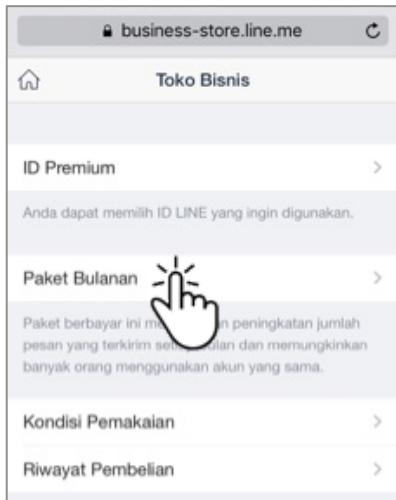 business-store.line.me
Toko Bisnis
ID Premium
Anda dapat memilih ID LINE yang ingin digunakan.
Paket Bulanan
Paket berbayar ini peningkatan jumlah
pesan yang terkirim dan memungkinkan
banyak orang menggunakan akun yang sama.
Kondisi Pemakaian
Riwayat Pembelian